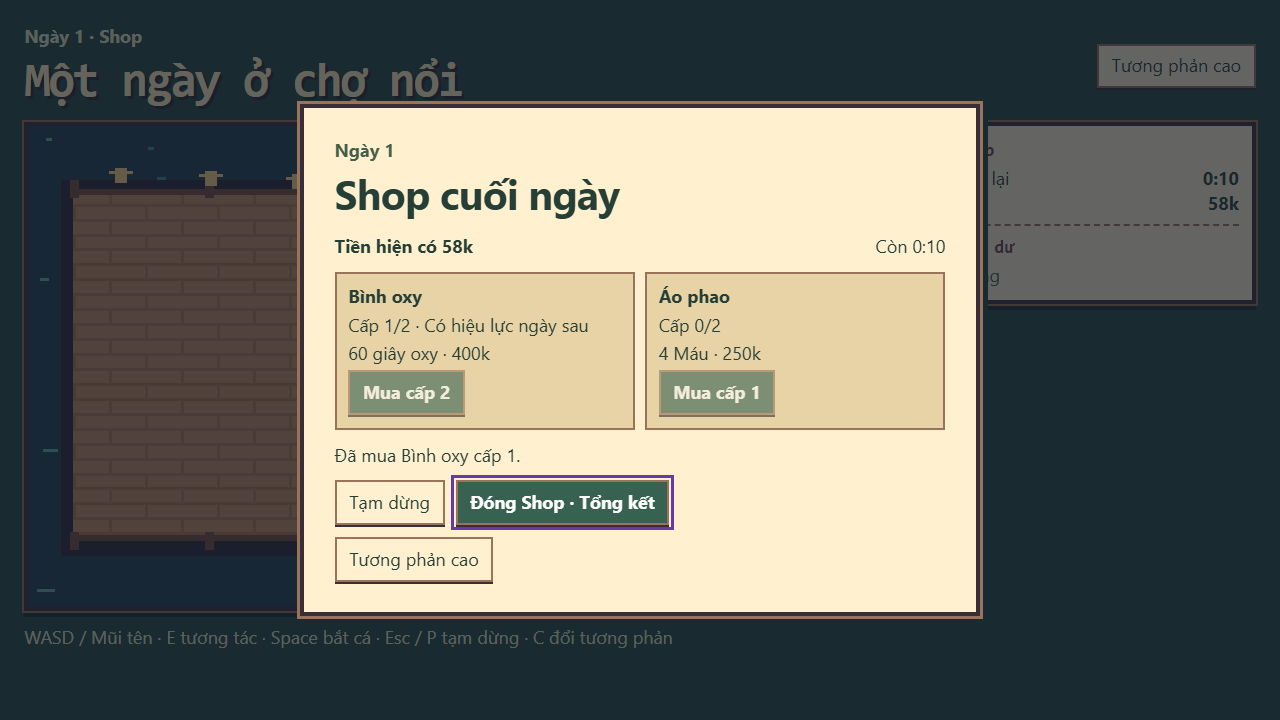 Ngày 1 · Shop
Một ngày ở chợ nổi
Tương phản cao
Ngày 1
Shop cuối ngày
Tiền hiện có 58k
Còn 0:10
Bình oxy
Cấp 1/2 · Có hiệu lực ngày sau
60 giây oxy · 400k
Mua cấp 2
Áo phao
Cấp 0/2
4 Máu · 250k
Mua cấp 1
Đã mua Bình oxy cấp 1.
Tạm dừng
Đóng Shop · Tổng kết
Tương phản cao
lại 0:10
58k
dư
WASD / Mũi tên · E tương tác · Space bắt cá · Esc / P tạm dừng · C đổi tương phản